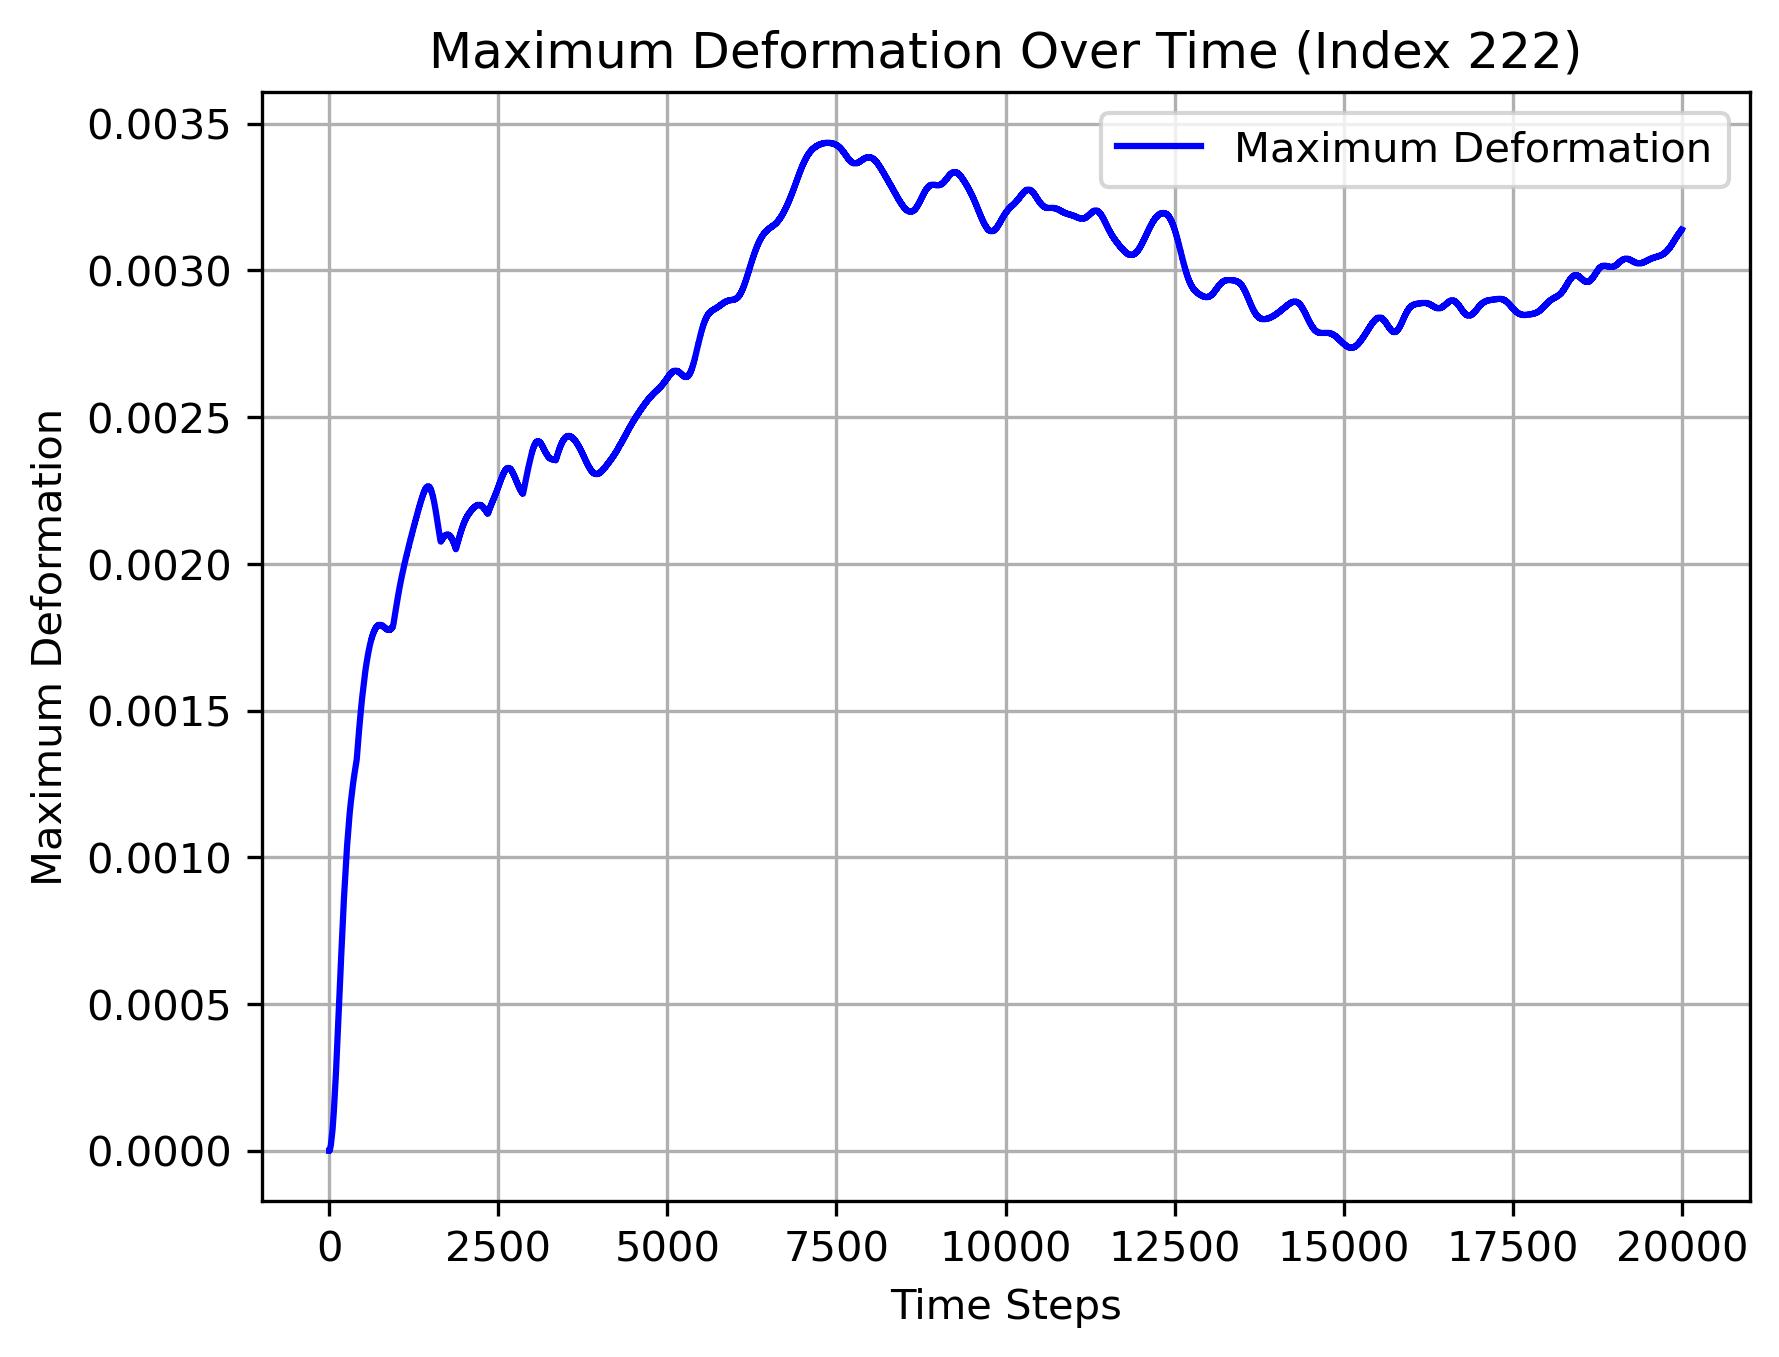 Maximum Deformation Over Time (Index 222)
Maximum Deformation
0.0035
0.0030
0.0025
0.0020
0.0015
0.0010
0.0005
0.0000
Maximum Deformation
0 2500 5000 7500 10000 12500 15000 17500 20000
Time Steps